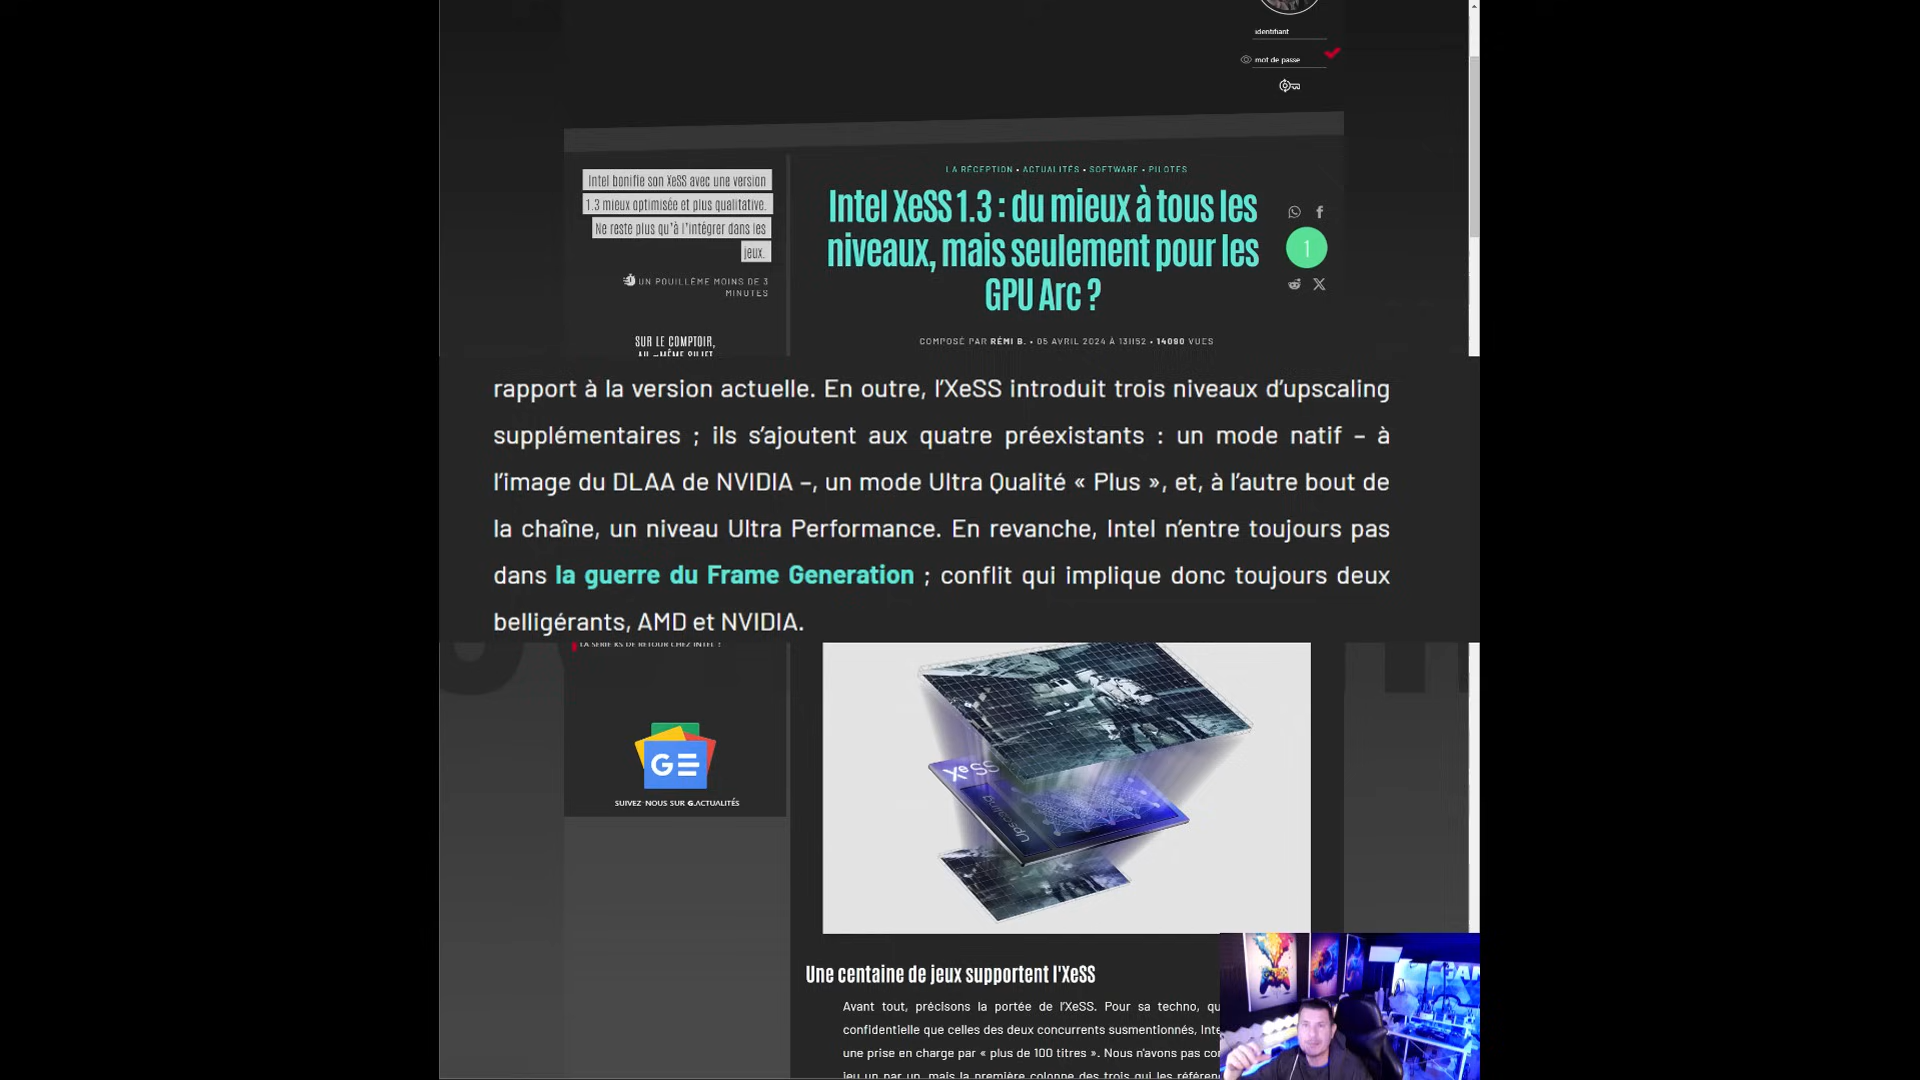 identifiant
mot de passe
LA RÉCEPTION • ACTUALITÉS • SOFTWARE • PILOTES
Intel bonifie son XeSS avec une version
1.3 mieux optimisée et plus qualitative.
Ne reste plus qu'à l'intégrer dans les
jeux.
UN POUILLÈME MOINS DE 3
MINUTES
SUR LE COMPTOIR,
AU ~MÊME SUJET
Intel XeSS 1.3 : du mieux à tous les
niveaux, mais seulement pour les
GPU Arc ?
1
COMPOSÉ PAR RÉMI B. • 05 AVRIL 2024 À 13H52 • 14090 VUES
rapport à la version actuelle. En outre, l'XeSS introduit trois niveaux d'upscaling
supplémentaires ; ils s'ajoutent aux quatre préexistants : un mode natif – à
l'image du DLAA de NVIDIA –, un mode Ultra Qualité « Plus », et, à l'autre bout de
la chaîne, un niveau Ultra Performance. En revanche, Intel n'entre toujours pas
dans la guerre du Frame Generation ; conflit qui implique donc toujours deux
belligérants, AMD et NVIDIA.
LA SÉRIE KS DE RETOUR CHEZ INTEL ?
GE
SUIVEZ-NOUS SUR G.ACTUALITÉS
XeSS
Upscaling
Une centaine de jeux supportent l'XeSS
Avant tout, précisons la portée de l'XeSS. Pour sa techno, qu
confidentielle que celles des deux concurrents susmentionnés, Inte
une prise en charge par « plus de 100 titres ». Nous n'avons pas co
jeu un par un, mais la première colonne des trois qui les référen